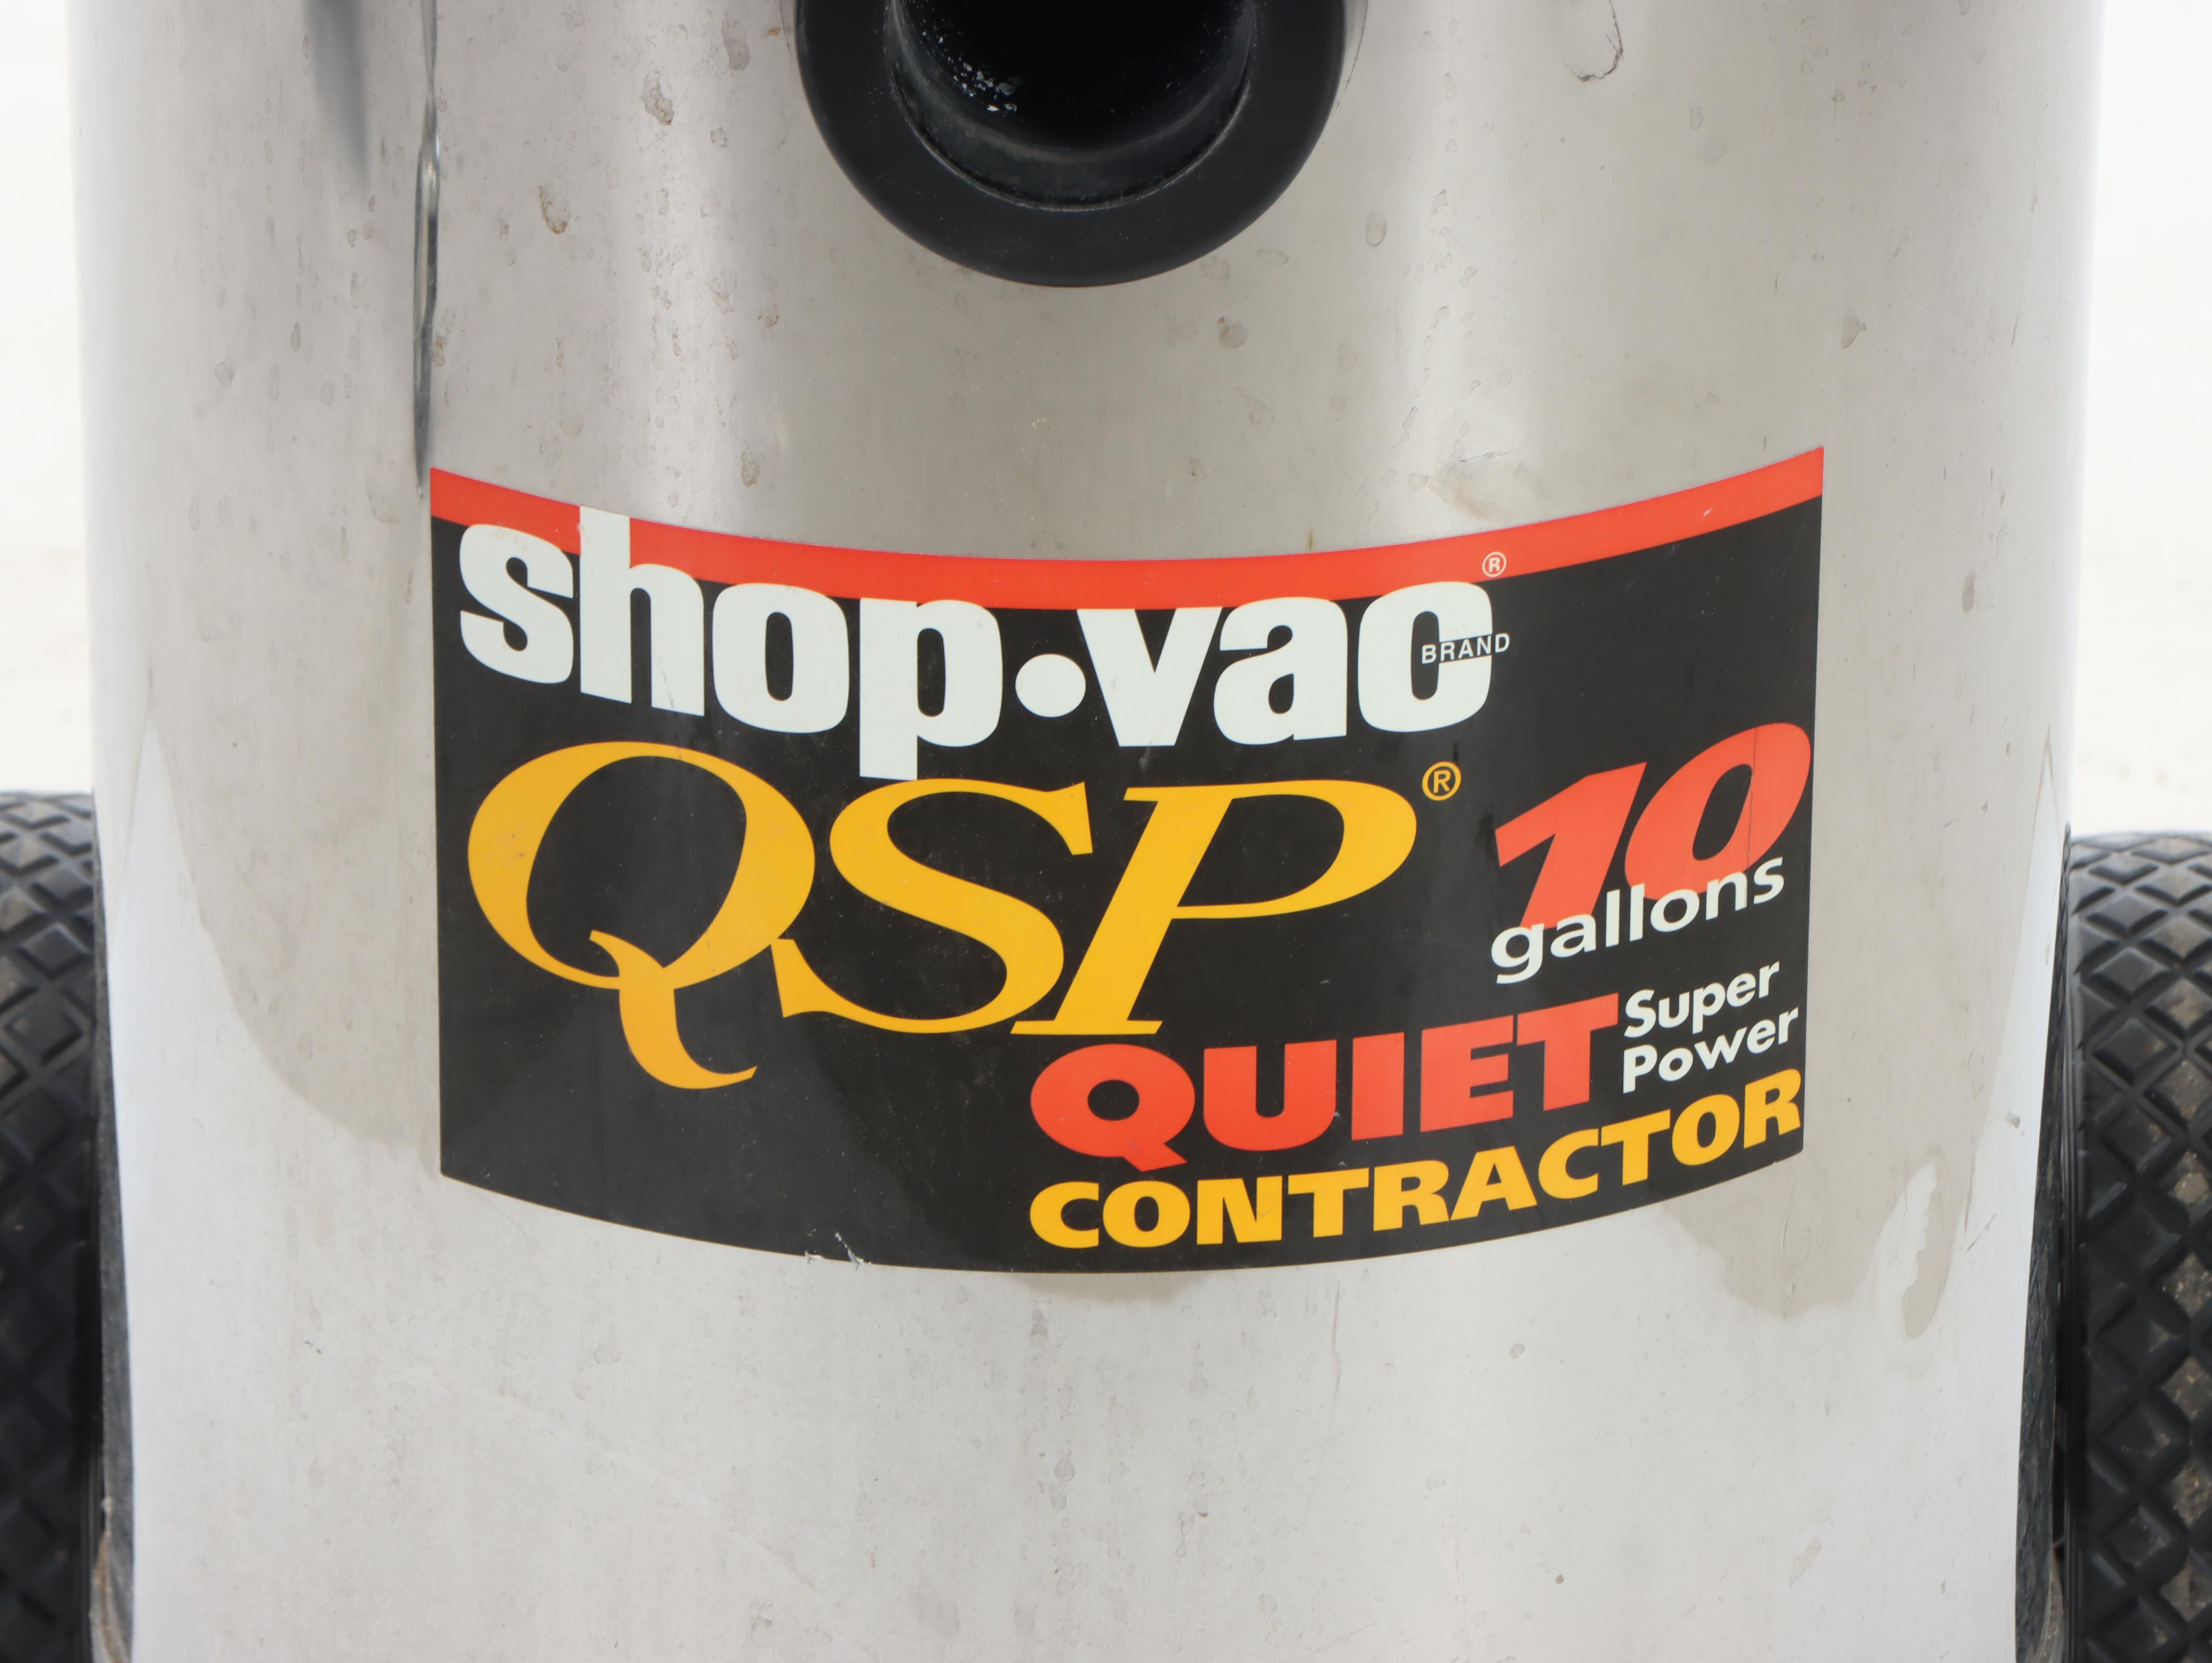 shop·vac®
BRAND
QSP®
10
gallons
QUIET Super Power
CONTRACTOR